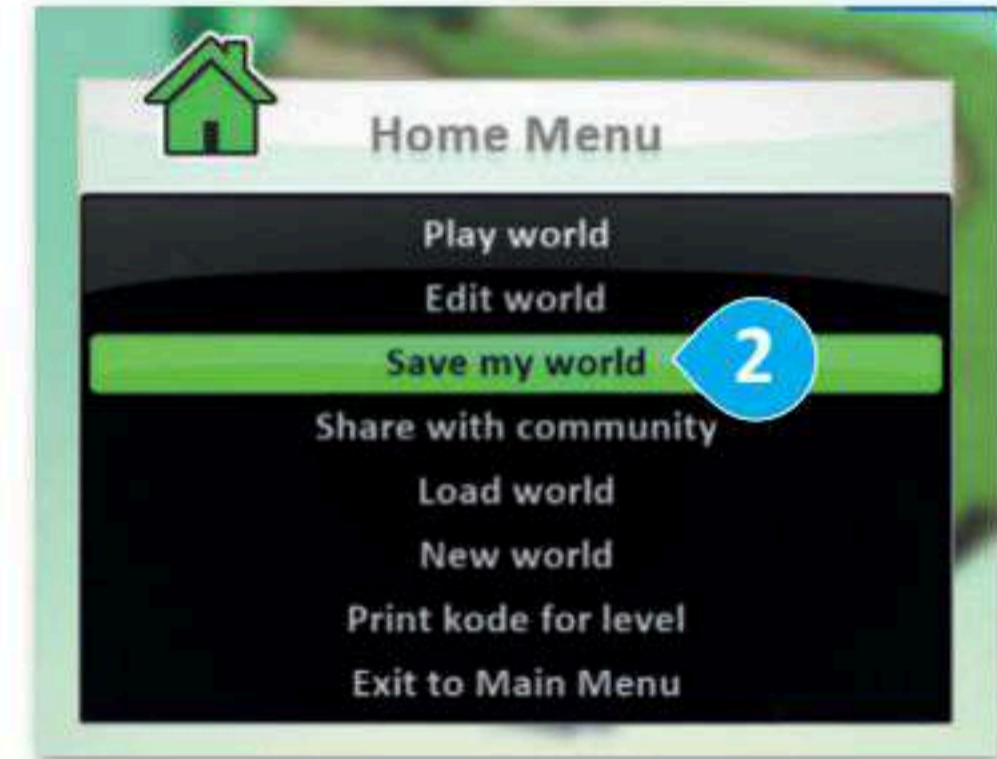 Home Menu
Play world
Edit world
Save my world 2
Share with community
Load world
New world
Print kode for level
Exit to Main Menu